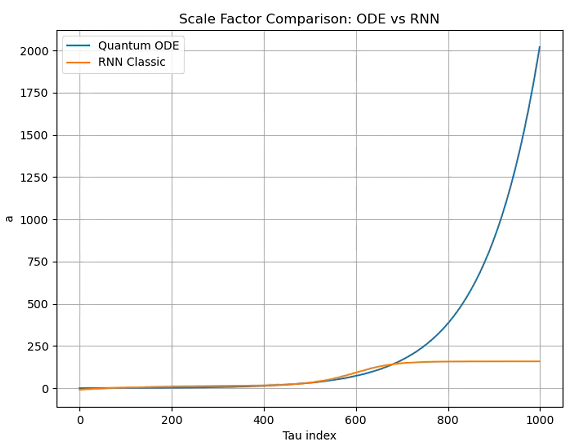 Scale Factor Comparison: ODE vs RNN
Quantum ODE
RNN Classic
2000
1750
1500
1250
1000
750
500
250
0
a
0 200 400 600 800 1000
Tau index